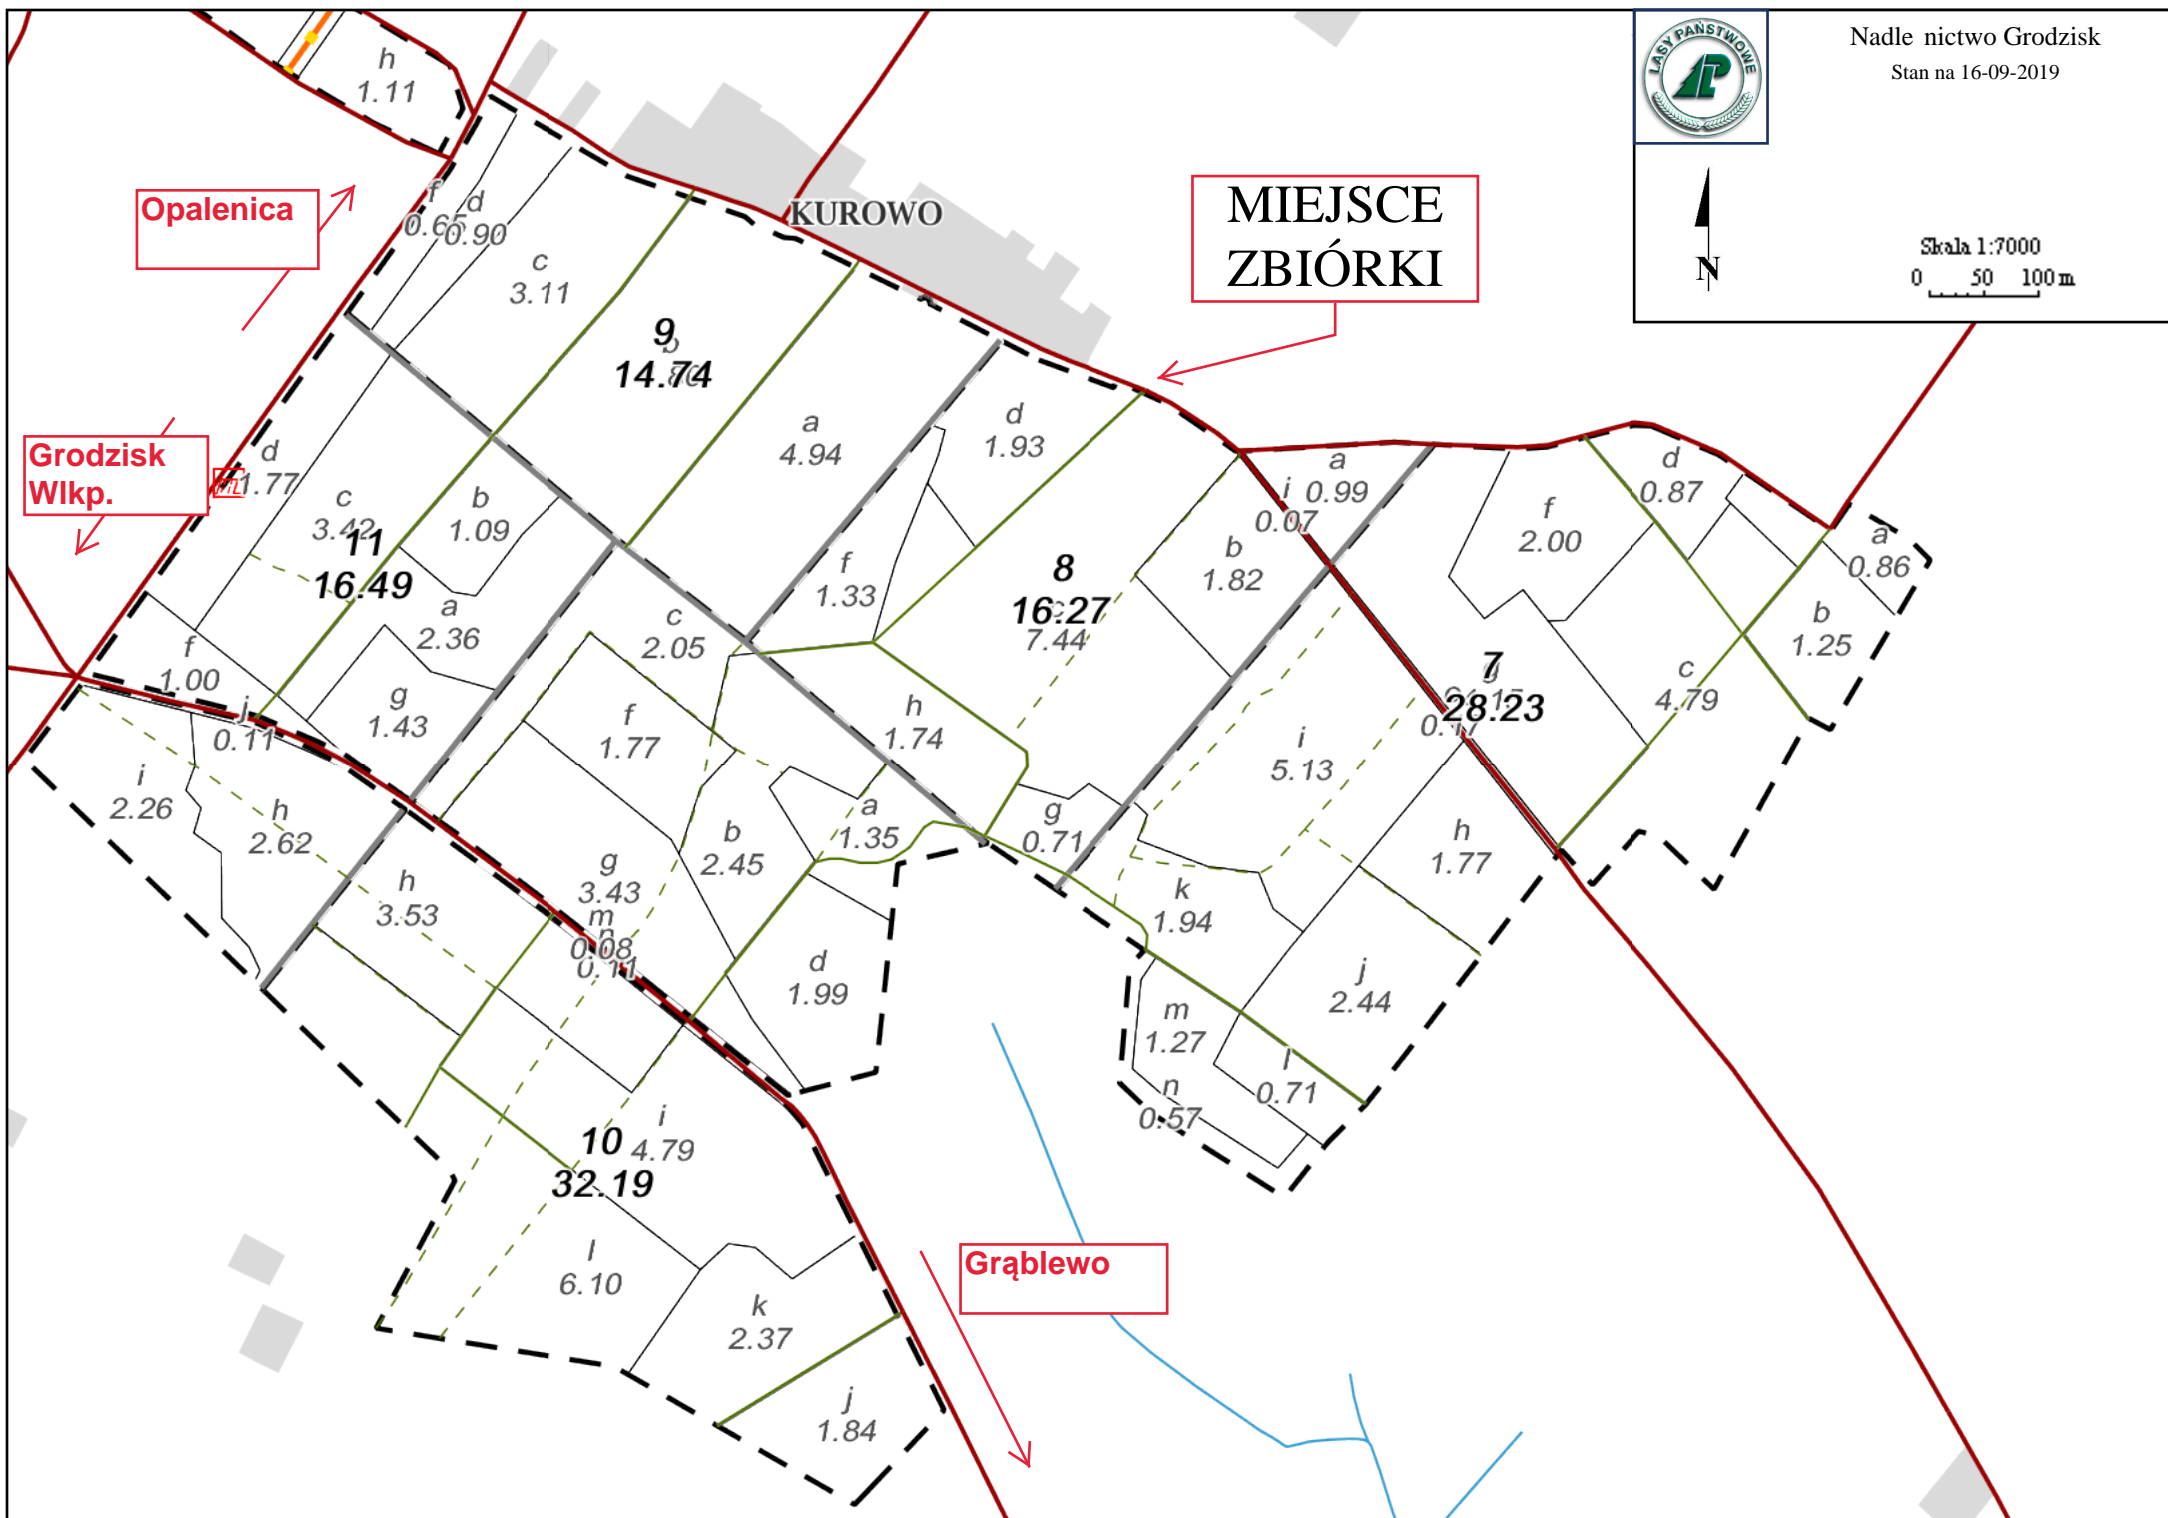 LASY PAŃSTWOWE
Nadle nictwo Grodzisk
Stan na 16-09-2019
N
Skala 1:7000
0 50 100 m
MIEJSCE
ZBIÓRKI
KUROWO
Opalenica
Grodzisk
Wlkp.
Grąblewo
h
1.11
f
0.65
d
0.90
c
3.11
9
14.74
a
4.94
d
1.93
d
1.77
c
3.42
11
16.49
b
1.09
a
2.36
f
1.00
g
1.43
j
0.11
i
2.26
h
2.62
h
3.53
c
2.05
f
1.77
f
1.33
8
16.27
7.44
b
1.82
i
0.07
a
0.99
f
2.00
d
0.87
a
0.86
b
1.25
c
4.79
7
28.23
h
1.74
g
0.71
i
5.13
h
1.77
a
1.35
b
2.45
g
3.43
m
0.08
n
0.11
d
1.99
k
1.94
j
2.44
m
1.27
l
0.71
n
0.57
10
32.19
i
4.79
l
6.10
k
2.37
j
1.84